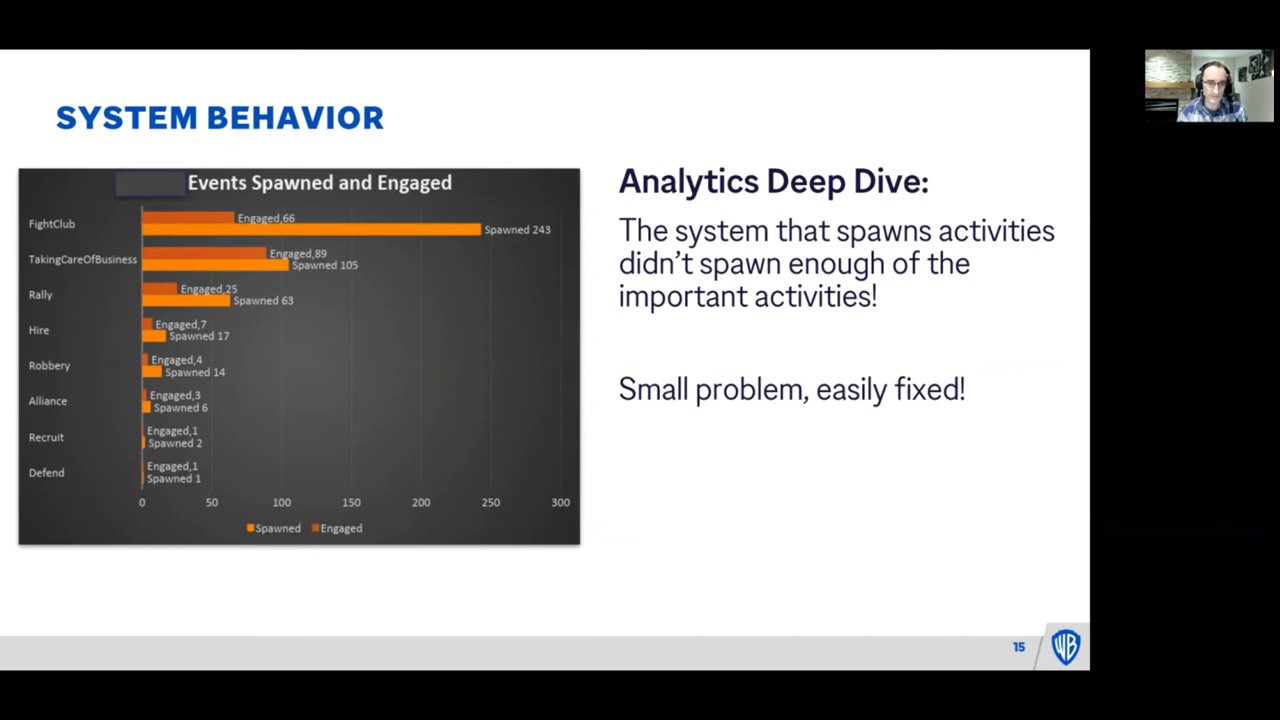 SYSTEM BEHAVIOR
Events Spawned and Engaged
FightClub
Engaged,66
Spawned 243
TakingCareOfBusiness
Engaged,89
Spawned 105
Rally
Engaged,25
Spawned 63
Hire
Engaged,7
Spawned 17
Robbery
Engaged,4
Spawned 14
Alliance
Engaged,3
Spawned 6
Recruit
Engaged,1
Spawned 2
Defend
Engaged,1
Spawned 1
0 50 100 150 200 250 300
Spawned Engaged
Analytics Deep Dive:
The system that spawns activities
didn’t spawn enough of the
important activities!
Small problem, easily fixed!
15
WB